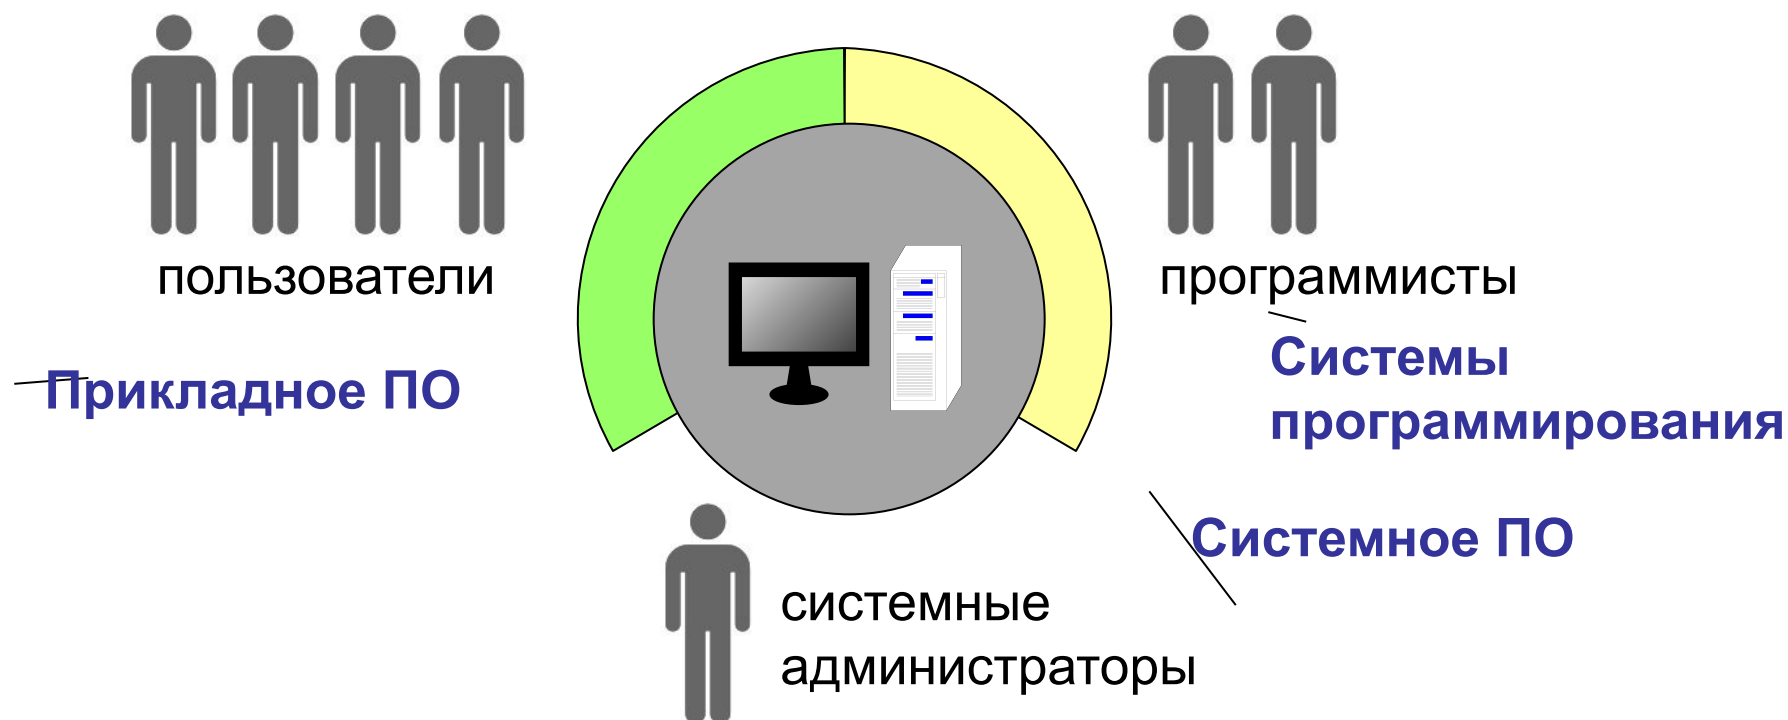 пользователи
программисты
Прикладное ПО
Системы
программирования
Системное ПО
системные
администраторы